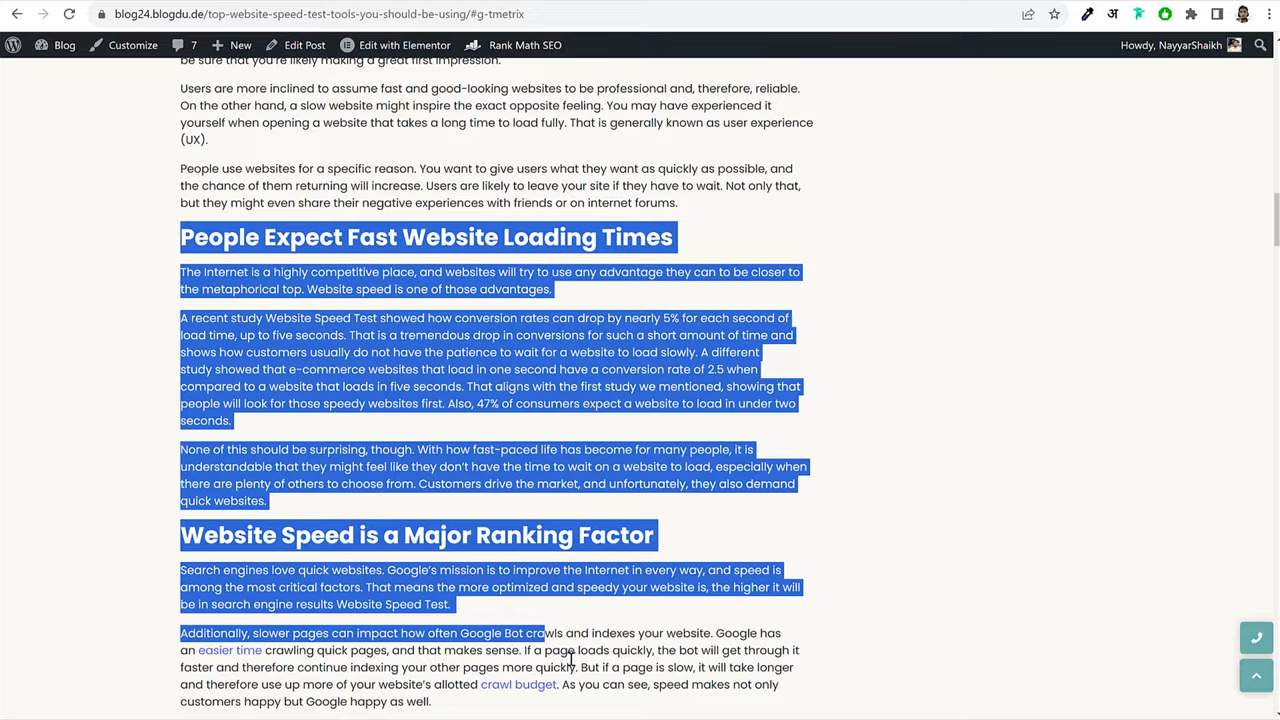 blog24.blogdu.de/top-website-speed-test-tools-you-should-be-using/#g-tmetrix
Blog Customize 7 New Edit Post Edit with Elementor Rank Math SEO Howdy, NayyarShaikh
be sure that you're likely making a great first impression.
Users are more inclined to assume fast and good-looking websites to be professional and, therefore, reliable.
On the other hand, a slow website might inspire the exact opposite feeling. You may have experienced it
yourself when opening a website that takes a long time to load fully. That is generally known as user experience
(UX).
People use websites for a specific reason. You want to give users what they want as quickly as possible, and
the chance of them returning will increase. Users are likely to leave your site if they have to wait. Not only that,
but they might even share their negative experiences with friends or on internet forums.
People Expect Fast Website Loading Times
The Internet is a highly competitive place, and websites will try to use any advantage they can to be closer to
the metaphorical top. Website speed is one of those advantages.
A recent study Website Speed Test showed how conversion rates can drop by nearly 5% for each second of
load time, up to five seconds. That is a tremendous drop in conversions for such a short amount of time and
shows how customers usually do not have the patience to wait for a website to load slowly. A different
study showed that e-commerce websites that load in one second have a conversion rate of 2.5 when
compared to a website that loads in five seconds. That aligns with the first study we mentioned, showing that
people will look for those speedy websites first. Also, 47% of consumers expect a website to load in under two
seconds.
None of this should be surprising, though. With how fast-paced life has become for many people, it is
understandable that they might feel like they don't have the time to wait on a website to load, especially when
there are plenty of others to choose from. Customers drive the market, and unfortunately, they also demand
quick websites.
Website Speed is a Major Ranking Factor
Search engines love quick websites. Google's mission is to improve the Internet in every way, and speed is
among the most critical factors. That means the more optimized and speedy your website is, the higher it will
be in search engine results Website Speed Test.
Additionally, slower pages can impact how often Google Bot crawls and indexes your website. Google has
an easier time crawling quick pages, and that makes sense. If a page loads quickly, the bot will get through it
faster and therefore continue indexing your other pages more quickly. But if a page is slow, it will take longer
and therefore use up more of your website's allotted crawl budget. As you can see, speed makes not only
customers happy but Google happy as well.